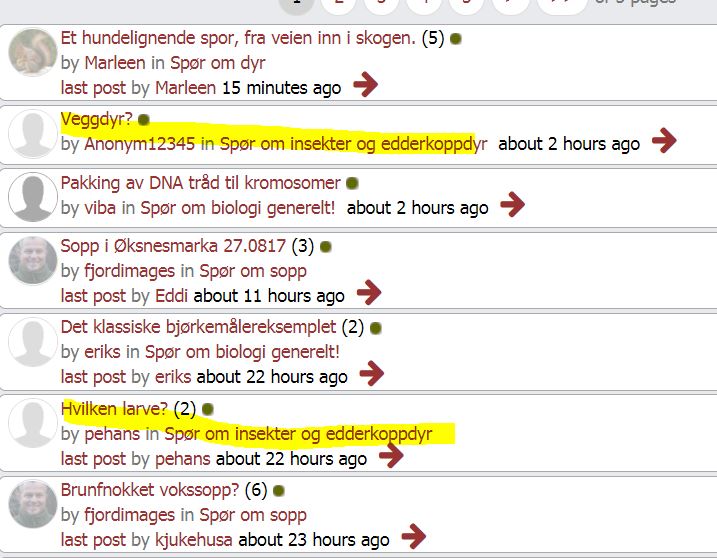 of 5 pages
Et hundelignende spor, fra veien inn i skogen. (5)
by Marleen in Spør om dyr
last post by Marleen 15 minutes ago
Veggdyr?
by Anonym12345 in Spør om insekter og edderkoppdyr about 2 hours ago
Pakking av DNA tråd til kromosomer
by viba in Spør om biologi generelt! about 2 hours ago
Sopp i Øksnesmarka 27.0817 (3)
by fjordimages in Spør om sopp
last post by Eddi about 11 hours ago
Det klassiske bjørkemålereksemplet (2)
by eriks in Spør om biologi generelt!
last post by eriks about 22 hours ago
Hvilken larve? (2)
by pehans in Spør om insekter og edderkoppdyr
last post by pehans about 22 hours ago
Brunfnokket vokssopp? (6)
by fjordimages in Spør om sopp
last post by kjukehusa about 23 hours ago